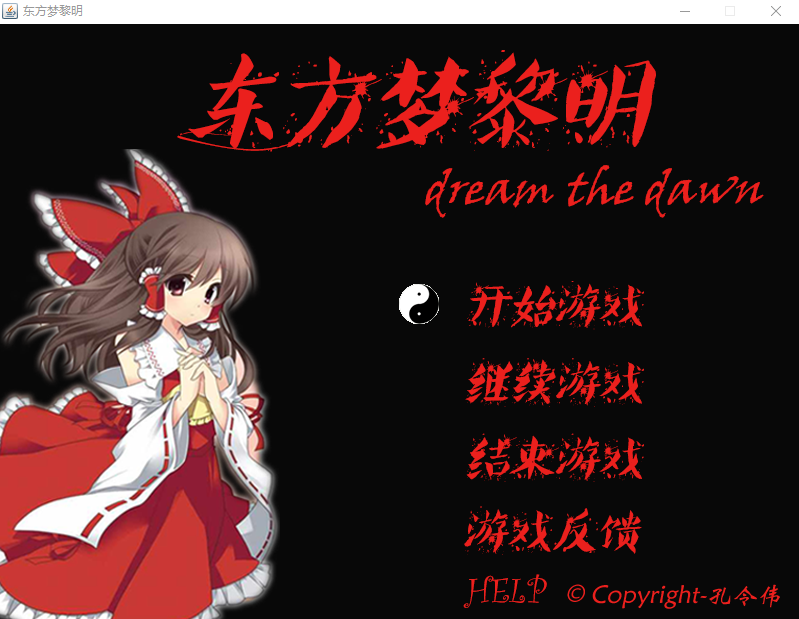 东方梦黎明
东方梦黎明
dream the dawn
开始游戏
继续游戏
结束游戏
游戏反馈
HELP © Copyright-孔令伟